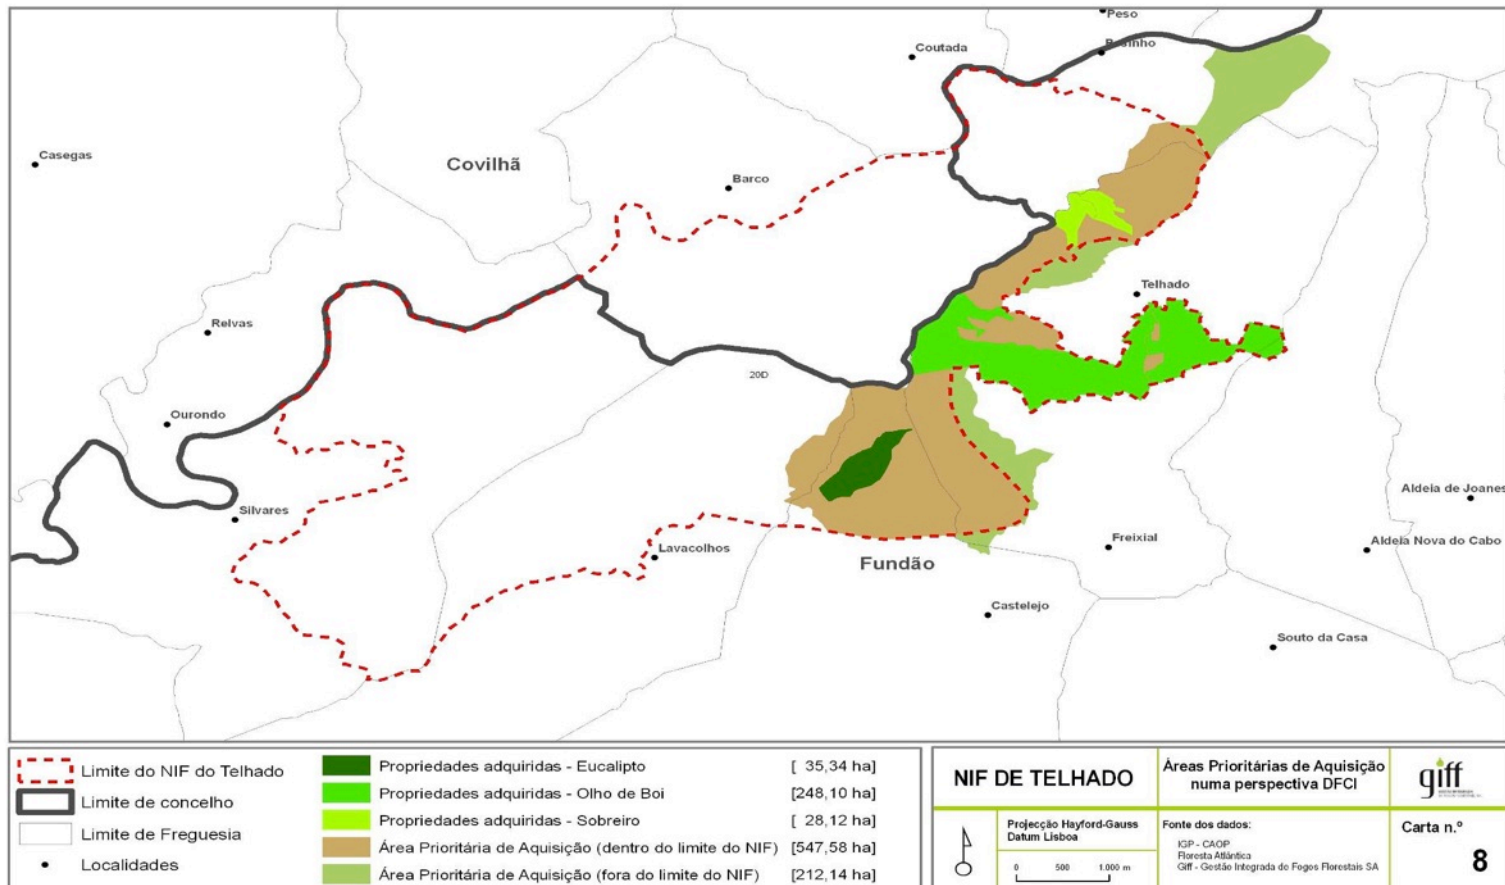 Peso
Coutada
Casegas
Covilhã
Barco
Telhado
Relvas
20D
Ourondo
Silvares
Aldeia de Joanes
Lavacolhos
Freixial
Aldeia Nova do Cabo
Fundão
Castelejo
Souto da Casa
Limite do NIF do Telhado
Limite de concelho
Limite de Freguesia
Localidades
Propriedades adquiridas - Eucalipto [ 35,34 ha]
Propriedades adquiridas - Olho de Boi [248,10 ha]
Propriedades adquiridas - Sobreiro [ 28,12 ha]
Área Prioritária de Aquisição (dentro do limite do NIF) [547,58 ha]
Área Prioritária de Aquisição (fora do limite do NIF) [212,14 ha]
NIF DE TELHADO
Áreas Prioritárias de Aquisição
numa perspectiva DFCI
giff
Projecção Hayford-Gauss
Datum Lisboa
0 500 1.000 m
Fonte dos dados:
IGP - CAOP
Floresta Atlântica
Giff - Gestão Integrada de Fogos Florestais SA
Carta n.º
8